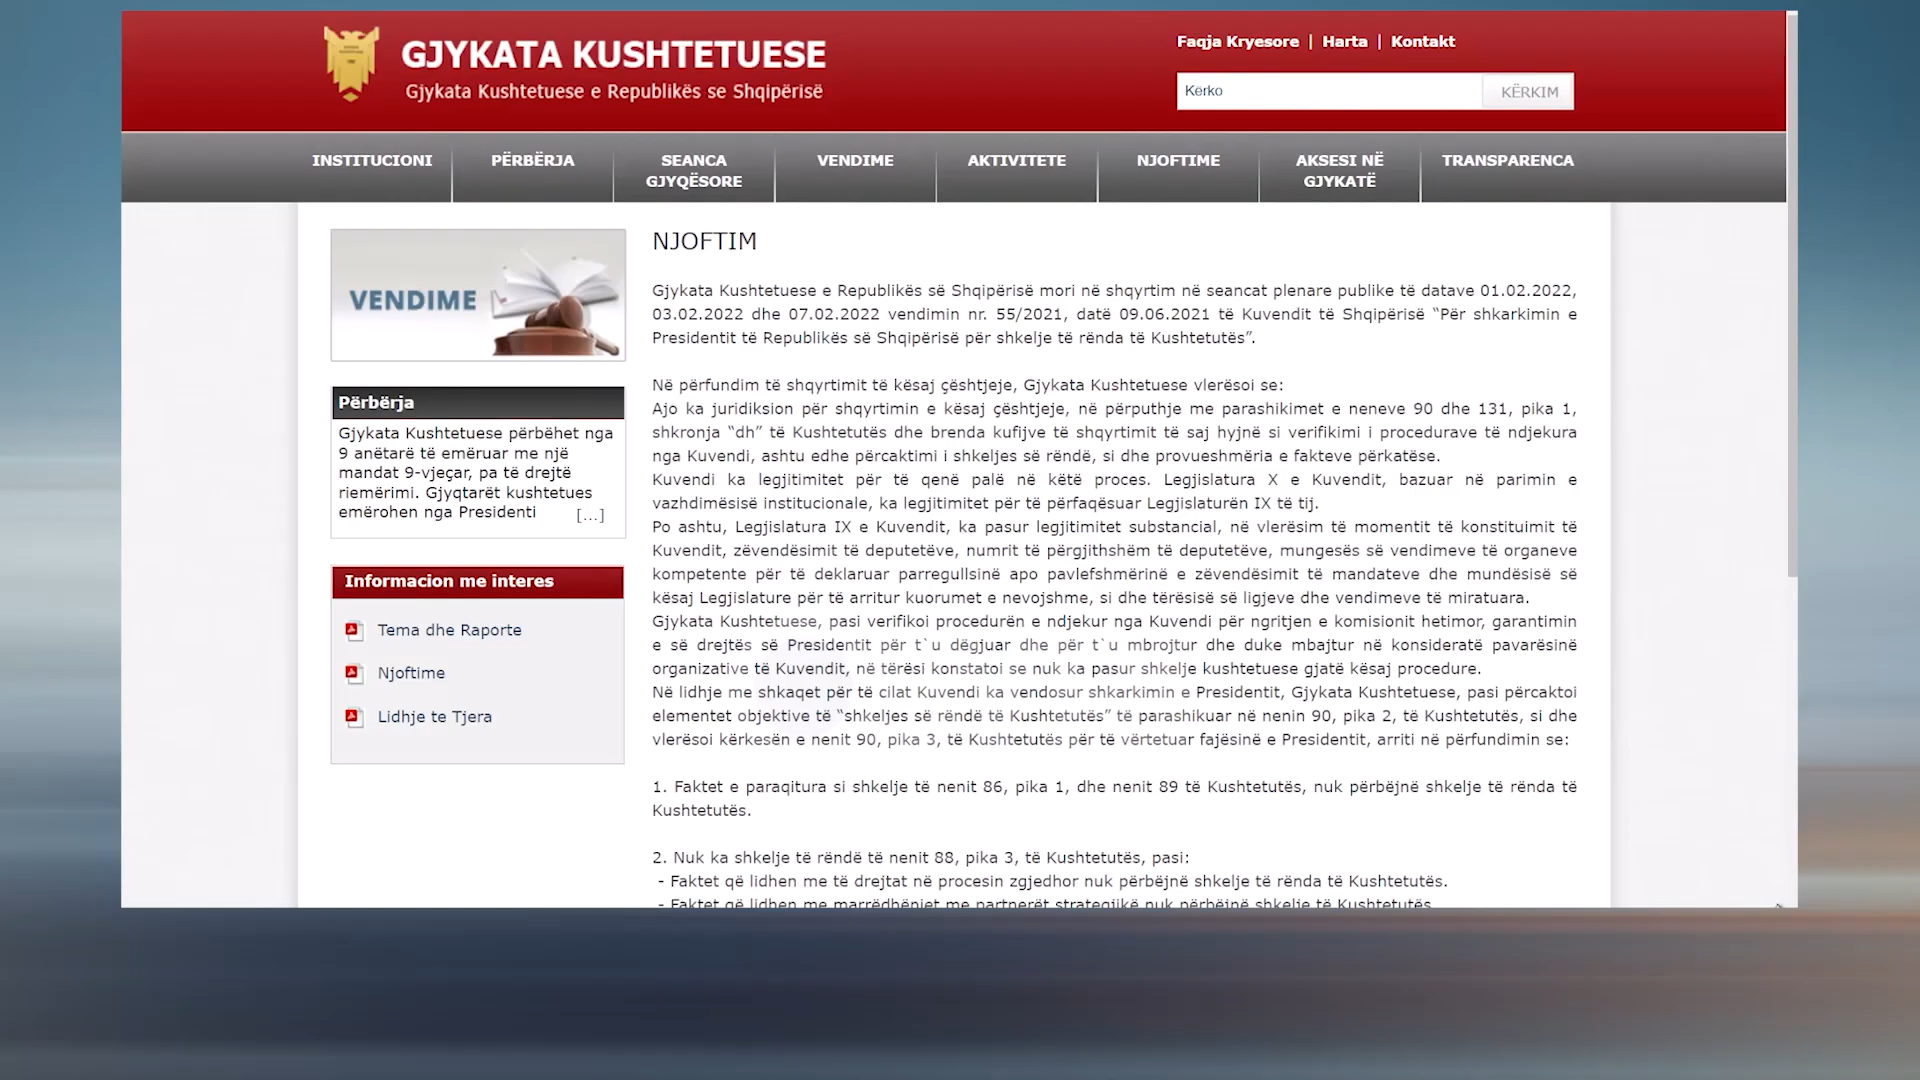 GJYKATA KUSHTETUESE
Gjykata Kushtetuese e Republikës se Shqipërisë
Faqja Kryesore | Harta | Kontakt
Kërko
KËRKIM
INSTITUCIONI
PËRBËRJA
SEANCA
GJYQËSORE
VENDIME
AKTIVITETE
NJOFTIME
AKSESI NË
GJYKATË
TRANSPARENCA
VENDIME
Përbërja
Gjykata Kushtetuese përbëhet nga
9 anëtarë të emëruar me një
mandat 9-vjeçar, pa të drejtë
riemërimi. Gjyqtarët kushtetues
emërohen nga Presidenti [...]
Informacion me interes
Tema dhe Raporte
Njoftime
Lidhje te Tjera
NJOFTIM
Gjykata Kushtetuese e Republikës së Shqipërisë mori në shqyrtim në seancat plenare publike të datave 01.02.2022,
03.02.2022 dhe 07.02.2022 vendimin nr. 55/2021, datë 09.06.2021 të Kuvendit të Shqipërisë “Për shkarkimin e
Presidentit të Republikës së Shqipërisë për shkelje të rënda të Kushtetutës”.
Në përfundim të shqyrtimit të kësaj çështjeje, Gjykata Kushtetuese vlerësoi se:
Ajo ka juridiksion për shqyrtimin e kësaj çështjeje, në përputhje me parashikimet e neneve 90 dhe 131, pika 1,
shkronja “dh” të Kushtetutës dhe brenda kufijve të shqyrtimit të saj hyjnë si verifikimi i procedurave të ndjekura
nga Kuvendi, ashtu edhe përcaktimi i shkeljes së rëndë, si dhe provueshmëria e fakteve përkatëse.
Kuvendi ka legjitimitet për të qenë palë në këtë proces. Legjislatura X e Kuvendit, bazuar në parimin e
vazhdimësisë institucionale, ka legjitimitet për të përfaqësuar Legjislaturën IX të tij.
Po ashtu, Legjislatura IX e Kuvendit, ka pasur legjitimitet substancial, në vlerësim të momentit të konstituimit të
Kuvendit, zëvendësimit të deputetëve, numrit të përgjithshëm të deputetëve, mungesës së vendimeve të organeve
kompetente për të deklaruar parregullsinë apo pavlefshmërinë e zëvendësimit të mandateve dhe mundësisë së
kësaj Legjislature për të arritur kuorumet e nevojshme, si dhe tërësisë së ligjeve dhe vendimeve të miratuara.
Gjykata Kushtetuese, pasi verifikoi procedurën e ndjekur nga Kuvendi për ngritjen e komisionit hetimor, garantimin
e së drejtës së Presidentit për t`u dëgjuar dhe për t`u mbrojtur dhe duke mbajtur në konsideratë pavarësinë
organizative të Kuvendit, në tërësi konstatoi se nuk ka pasur shkelje kushtetuese gjatë kësaj procedure.
Në lidhje me shkaqet për të cilat Kuvendi ka vendosur shkarkimin e Presidentit, Gjykata Kushtetuese, pasi përcaktoi
elementet objektive të “shkeljes së rëndë të Kushtetutës” të parashikuar në nenin 90, pika 2, të Kushtetutës, si dhe
vlerësoi kërkesën e nenit 90, pika 3, të Kushtetutës për të vërtetuar fajësinë e Presidentit, arriti në përfundimin se:
1. Faktet e paraqitura si shkelje të nenit 86, pika 1, dhe nenit 89 të Kushtetutës, nuk përbëjnë shkelje të rënda të
Kushtetutës.
2. Nuk ka shkelje të rëndë të nenit 88, pika 3, të Kushtetutës, pasi:
- Faktet që lidhen me të drejtat në procesin zgjedhor nuk përbëjnë shkelje të rënda të Kushtetutës.
- Faktet që lidhen me marrëdhëniet me partnerët strategjikë nuk përbëjnë shkelje të Kushtetutës.